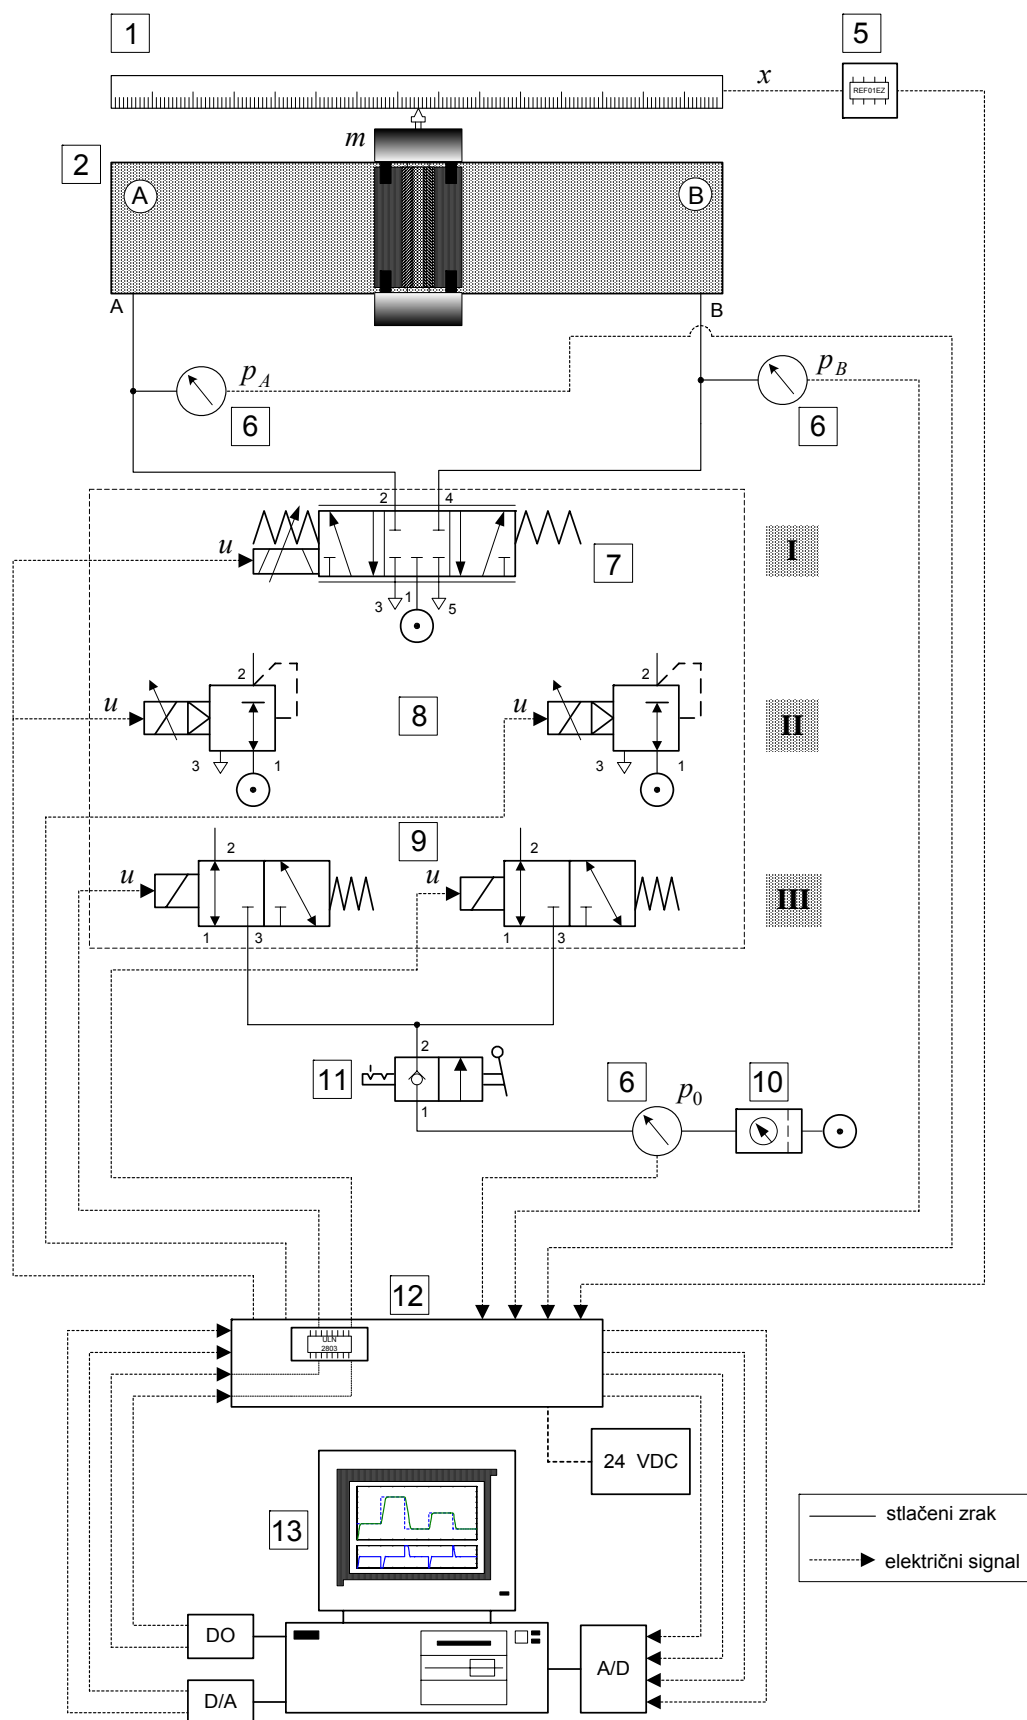 1
5
x
REF01EZ
m
2
A
B
A
B
p_A
p_B
6
6
2 4
u
7
I
3 1 5
2
2
u
8
u
II
3 1
3 1
9
2
2
u
u
III
1 3
1 3
2
11
6
p_0
10
1
12
ULN
2803
24 VDC
13
stlačeni zrak
električni signal
DO
A/D
D/A